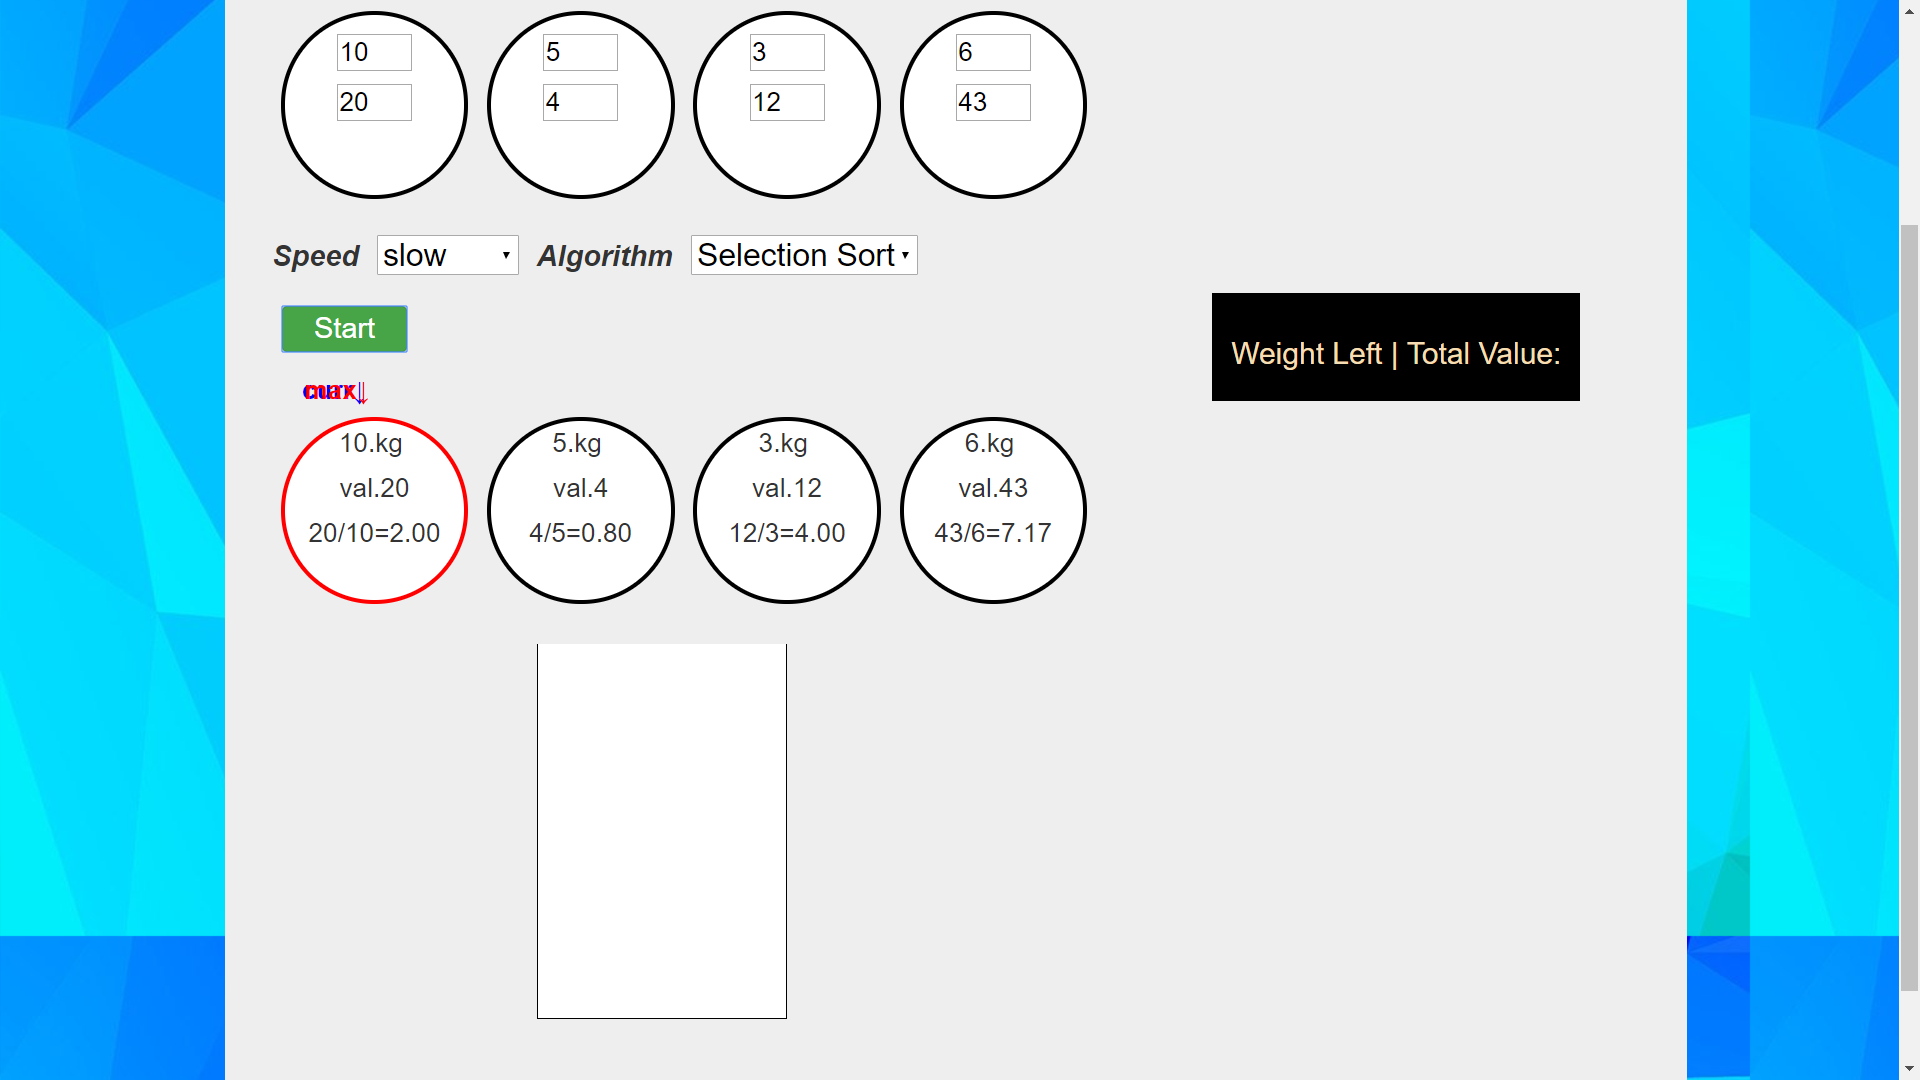 10 5 3 6
20 4 12 43
Speed slow Algorithm Selection Sort
Start
Weight Left | Total Value:
max
10.kg 5.kg 3.kg 6.kg
val.20 val.4 val.12 val.43
20/10=2.00 4/5=0.80 12/3=4.00 43/6=7.17